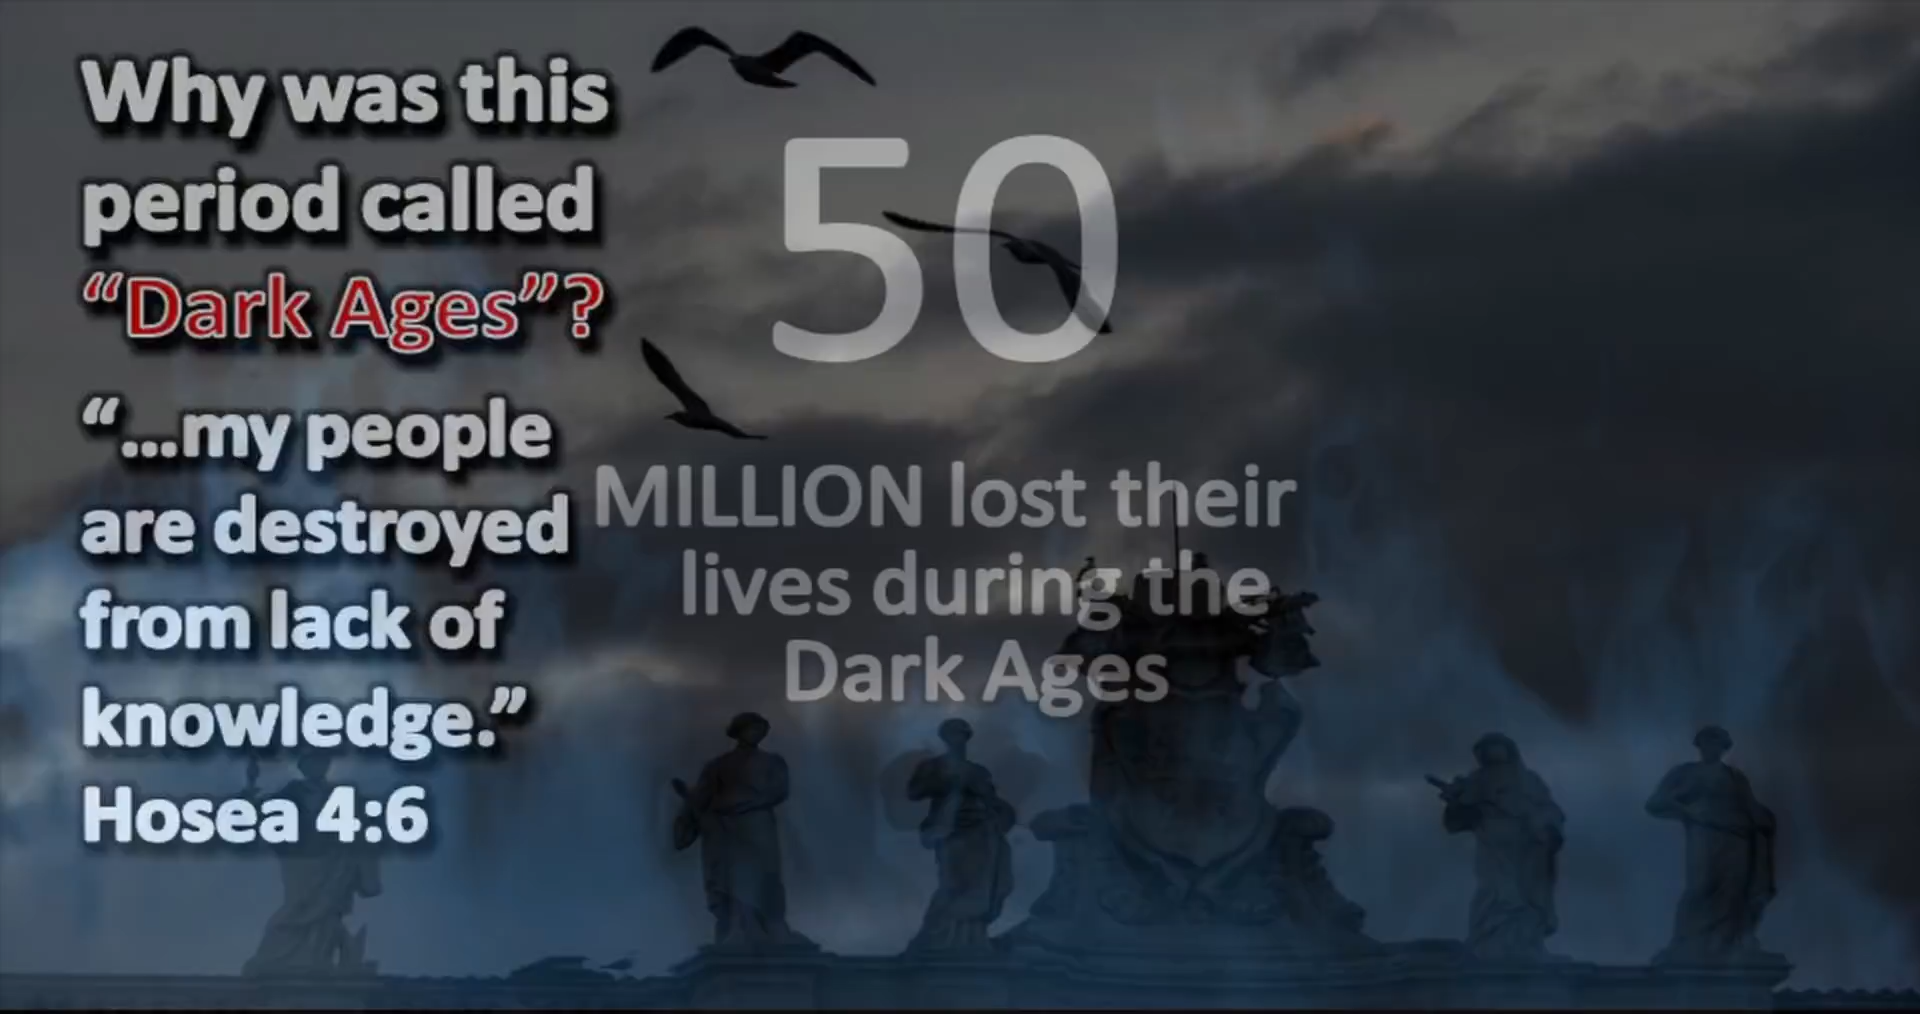 Why was this
period called
“Dark Ages”?
“...my people
are destroyed
from lack of
knowledge.”
Hosea 4:6
50
MILLION lost their
lives during the
Dark Ages